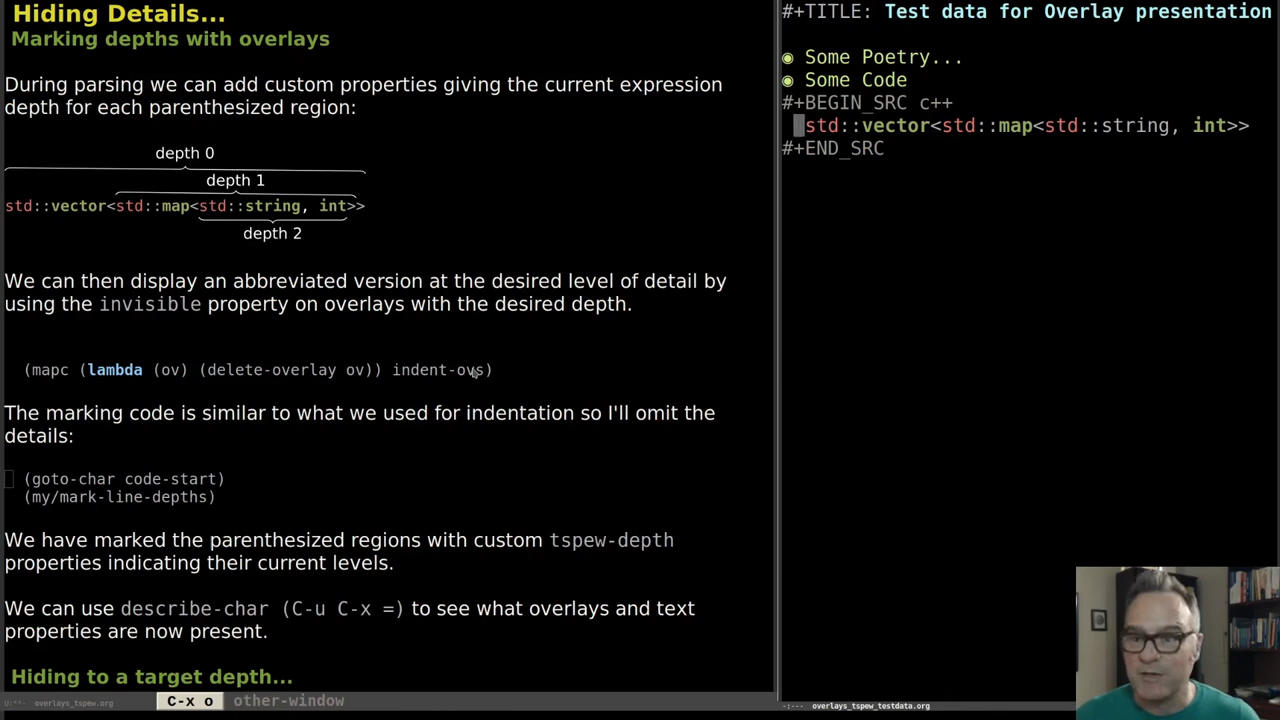 Hiding Details...
Marking depths with overlays
During parsing we can add custom properties giving the current expression
depth for each parenthesized region:
depth 0
depth 1
std::vector<std::map<std::string, int>>
depth 2
We can then display an abbreviated version at the desired level of detail by
using the invisible property on overlays with the desired depth.
(mapc (lambda (ov) (delete-overlay ov)) indent-ovs)
The marking code is similar to what we used for indentation so I'll omit the
details:
(goto-char code-start)
(my/mark-line-depths)
We have marked the parenthesized regions with custom tspew-depth
properties indicating their current levels.
We can use describe-char (C-u C-x =) to see what overlays and text
properties are now present.
Hiding to a target depth...
U:**- overlays_tspew.org
C-x o other-window
#+TITLE: Test data for Overlay presentation
◉ Some Poetry...
◉ Some Code
#+BEGIN_SRC c++
std::vector<std::map<std::string, int>>
#+END_SRC
-:--- overlays_tspew_testdata.org